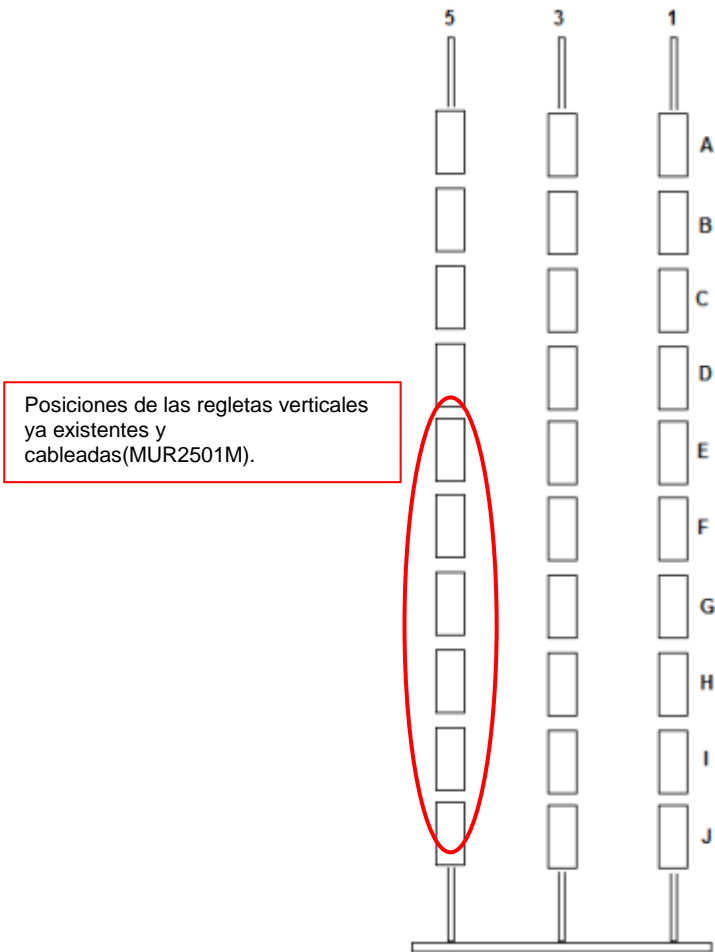 5 3 1
A
B
C
D
Posiciones de las regletas verticales
ya existentes y
cableadas(MUR2501M).
E
F
G
H
I
J